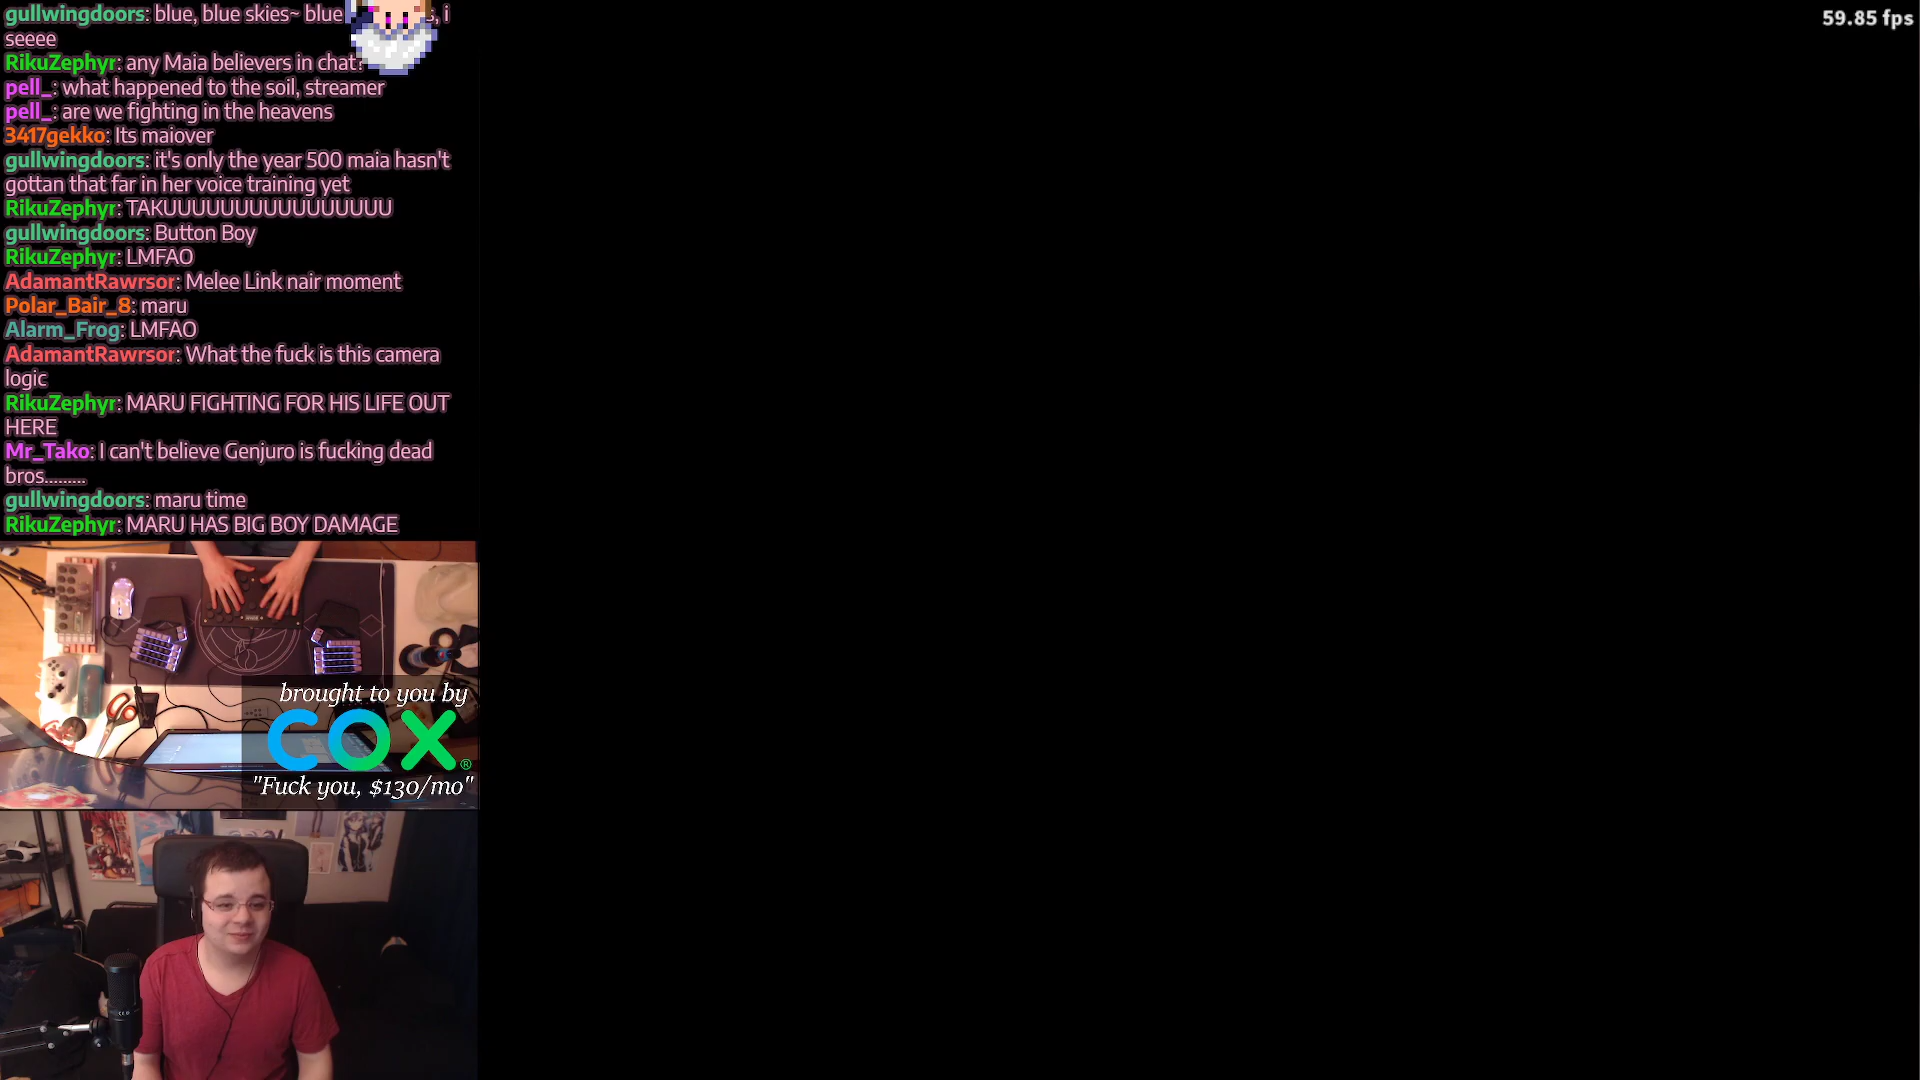 gullwingdoors: blue, blue skies~ blue s, i
seeee
59.85 fps
RikuZephyr: any Maia believers in chat?
pell_: what happened to the soil, streamer
pell_: are we fighting in the heavens
3417gekko: Its maiover
gullwingdoors: it's only the year 500 maia hasn't
gottan that far in her voice training yet
RikuZephyr: TAKUUUUUUUUUUUUUUUU
gullwingdoors: Button Boy
RikuZephyr: LMFAO
AdamantRawrsor: Melee Link nair moment
Polar_Bair_8: maru
Alarm_Frog: LMFAO
AdamantRawrsor: What the fuck is this camera
logic
RikuZephyr: MARU FIGHTING FOR HIS LIFE OUT
HERE
Mr_Tako: I can't believe Genjuro is fucking dead
bros.........
gullwingdoors: maru time
RikuZephyr: MARU HAS BIG BOY DAMAGE
brought to you by
COX®
"Fuck you, $130/mo"